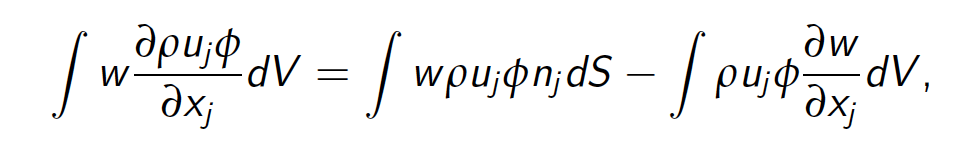 ∫ w ∂ρu_jϕ/∂x_j dV = ∫ wρu_jϕn_j dS − ∫ ρu_jϕ ∂w/∂x_j dV,